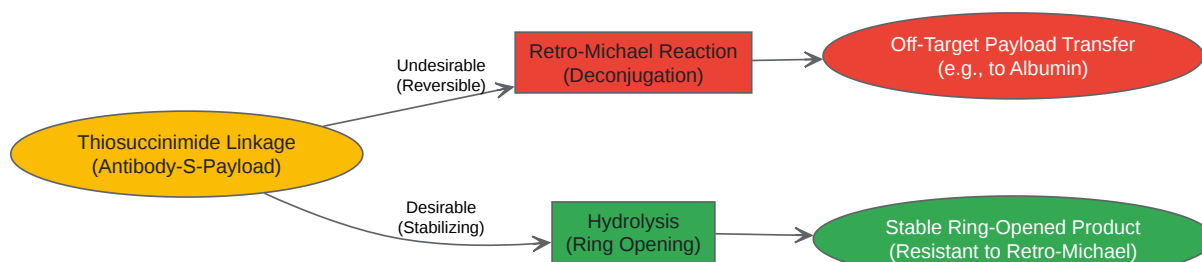 Thiosuccinimide Linkage
(Antibody-S-Payload)
Undesirable
(Reversible)
Retro-Michael Reaction
(Deconjugation)
Off-Target Payload Transfer
(e.g., to Albumin)
Desirable
(Stabilizing)
Hydrolysis
(Ring Opening)
Stable Ring-Opened Product
(Resistant to Retro-Michael)